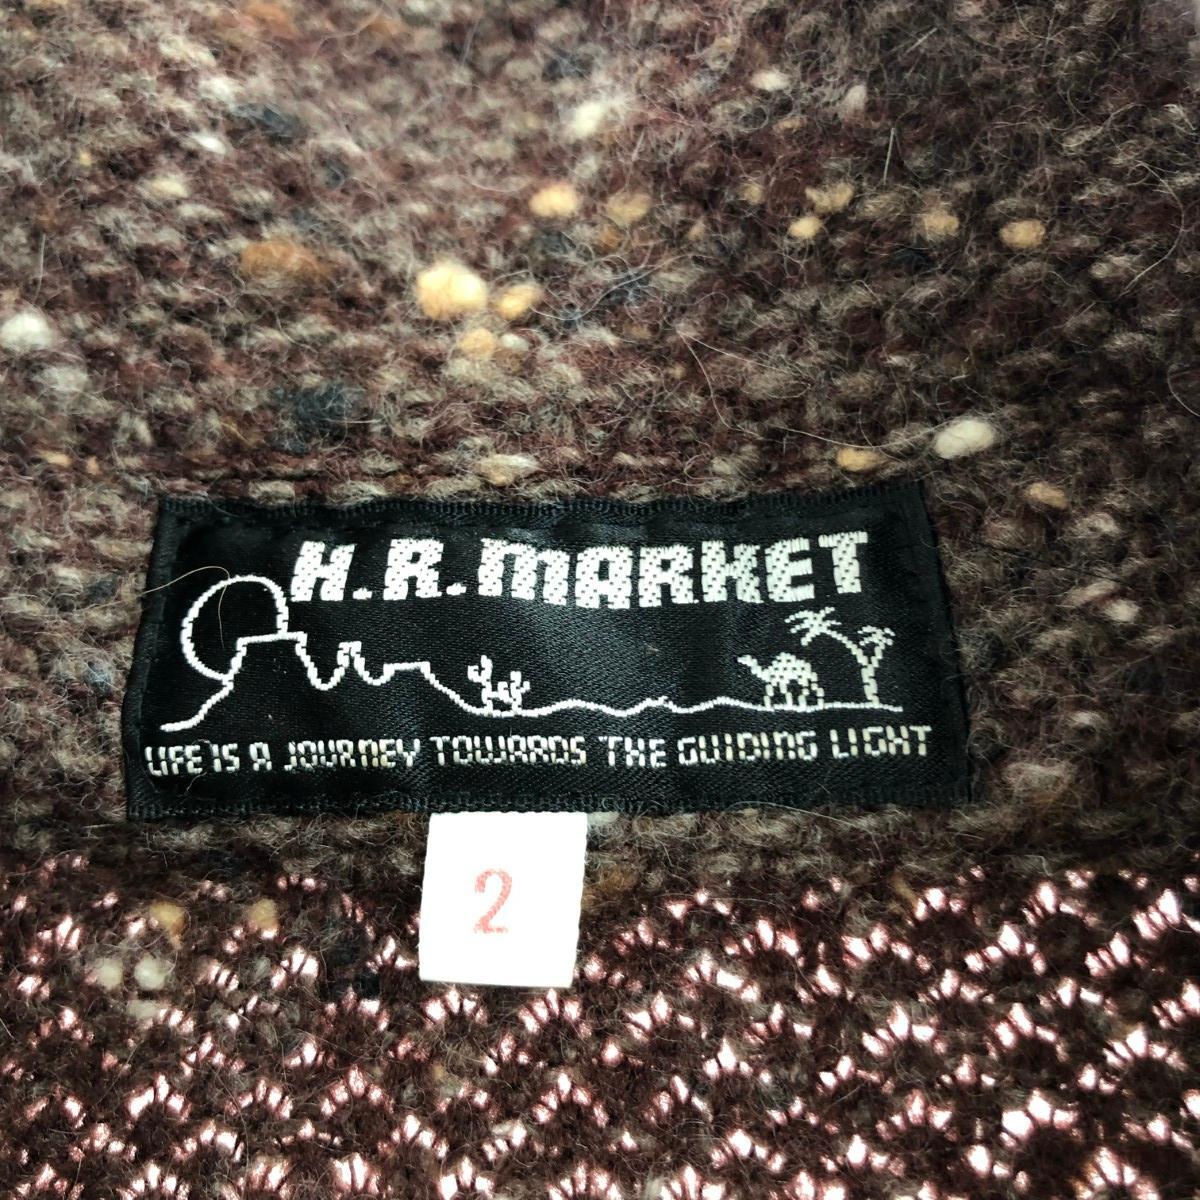 H.R.MARKET
LIFE IS A JOURNEY TOWARDS THE GUIDING LIGHT
2